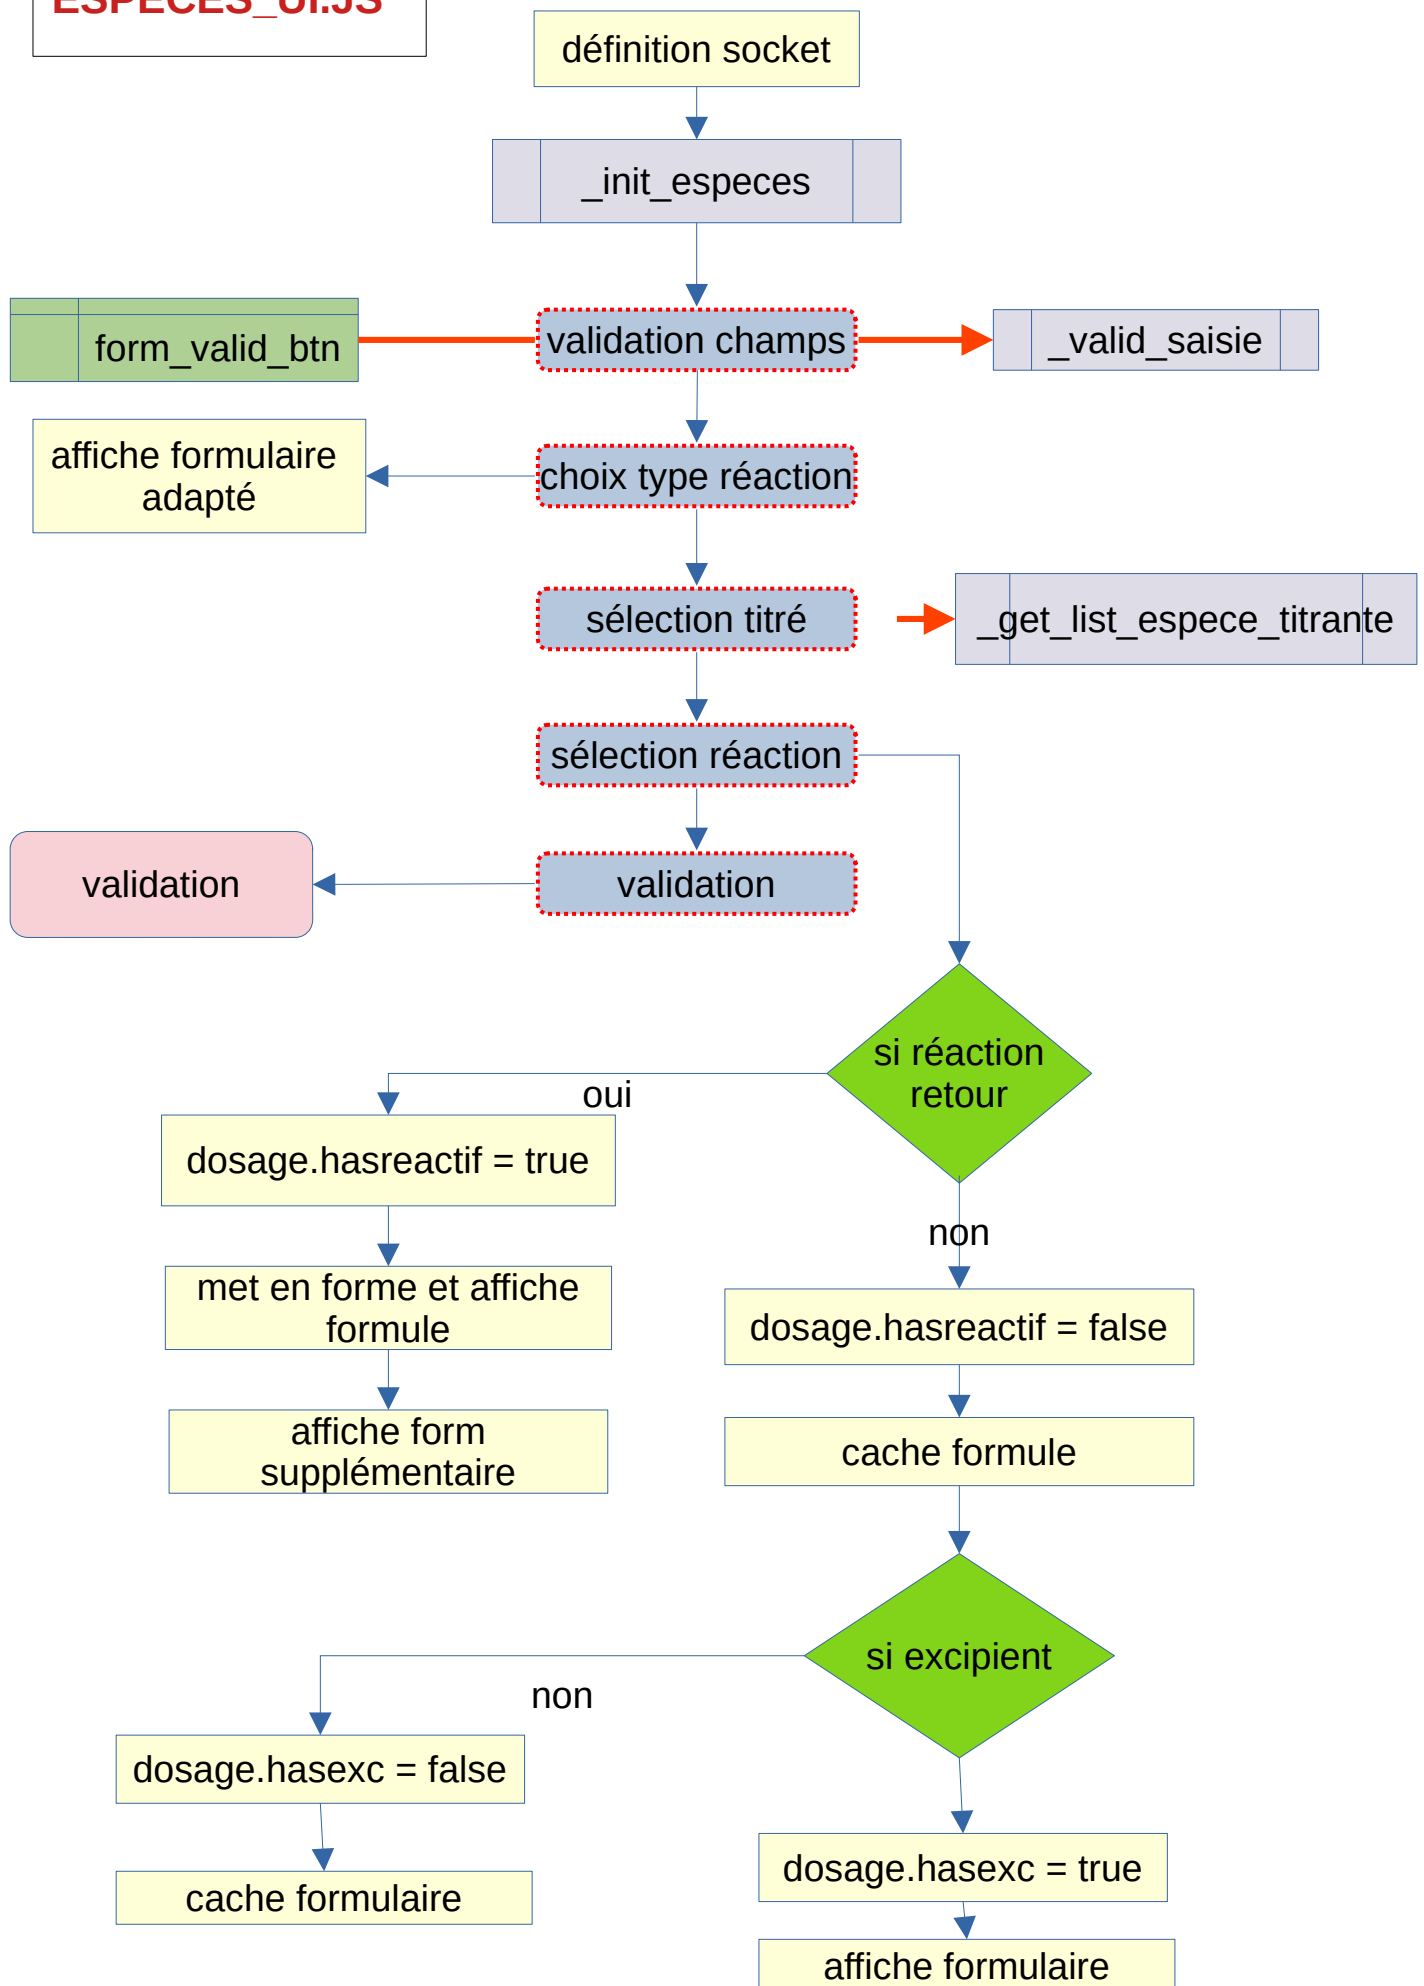 ESPECES_UI.JS
définition socket
_init_especes
form_valid_btn
validation champs
_valid_saisie
affiche formulaire
adapté
choix type réaction
sélection titré
_get_list_espece_titrante
sélection réaction
validation
validation
si réaction
retour
oui
dosage.hasreactif = true
non
met en forme et affiche
formule
dosage.hasreactif = false
affiche form
supplémentaire
cache formule
si excipient
non
dosage.hasexc = false
dosage.hasexc = true
cache formulaire
affiche formulaire